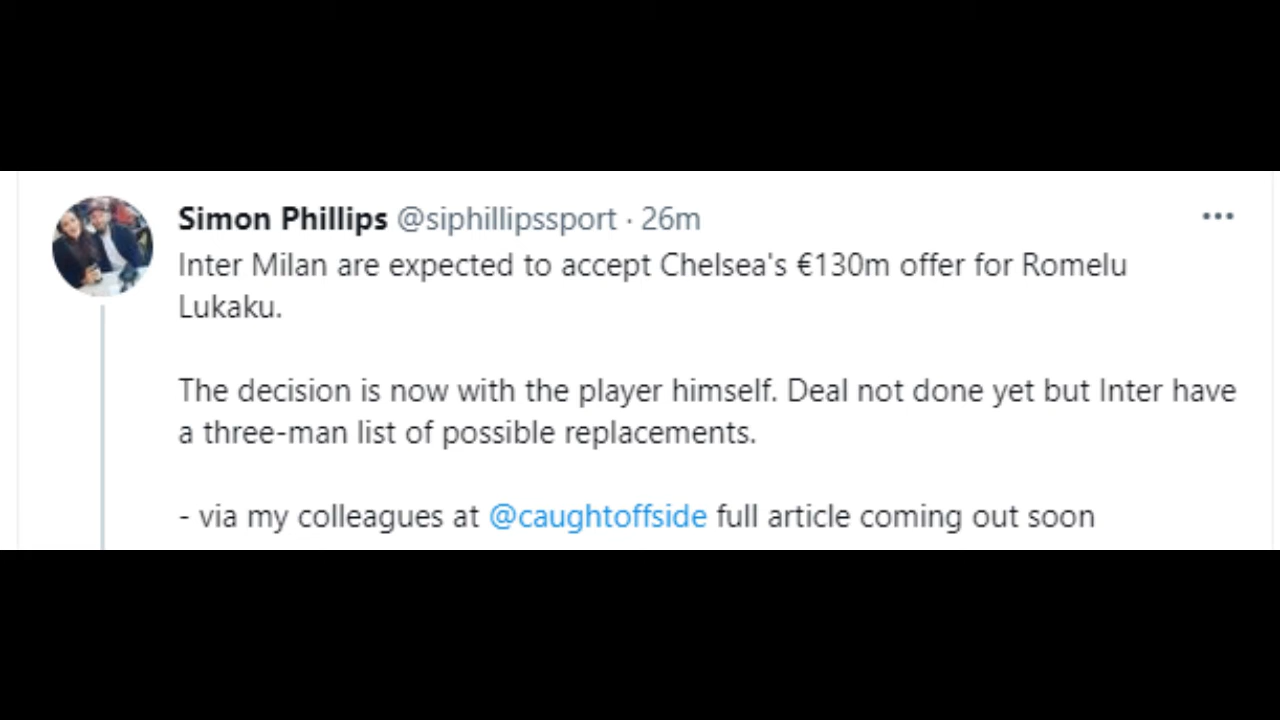 Simon Phillips @siphillipssport · 26m
Inter Milan are expected to accept Chelsea's €130m offer for Romelu
Lukaku.
The decision is now with the player himself. Deal not done yet but Inter have
a three-man list of possible replacements.
- via my colleagues at @caughtoffside full article coming out soon